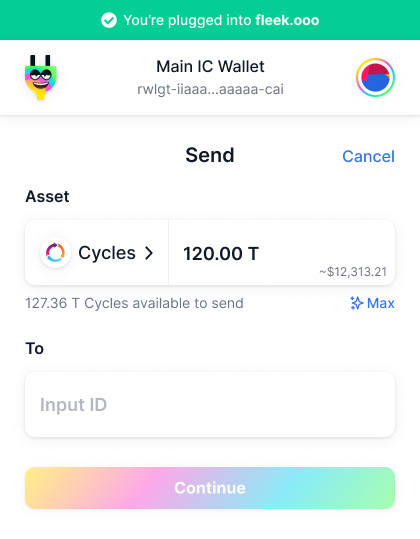 You're plugged into fleek.ooo
Main IC Wallet
rwlgt-iiaaa...aaaaa-cai
Send
Cancel
Asset
Cycles
120.00 T
~$12,313.21
127.36 T Cycles available to send
Max
To
Input ID
Continue